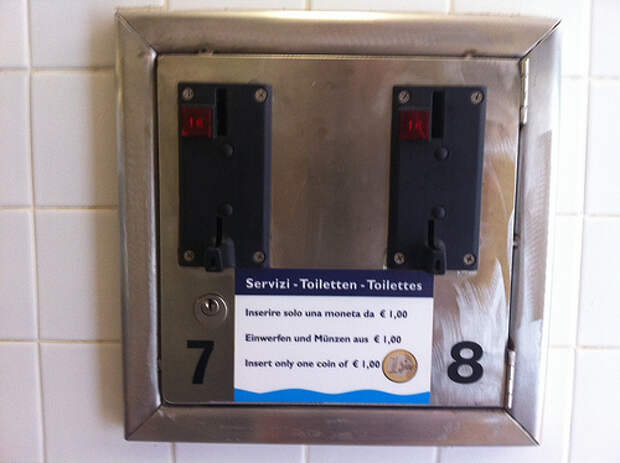 1€ 1€
Servizi - Toiletten - Toilettes
Inserire solo una moneta da € 1,00
Einwerfen und Münzen aus € 1,00
Insert only one coin of € 1,00
7 8